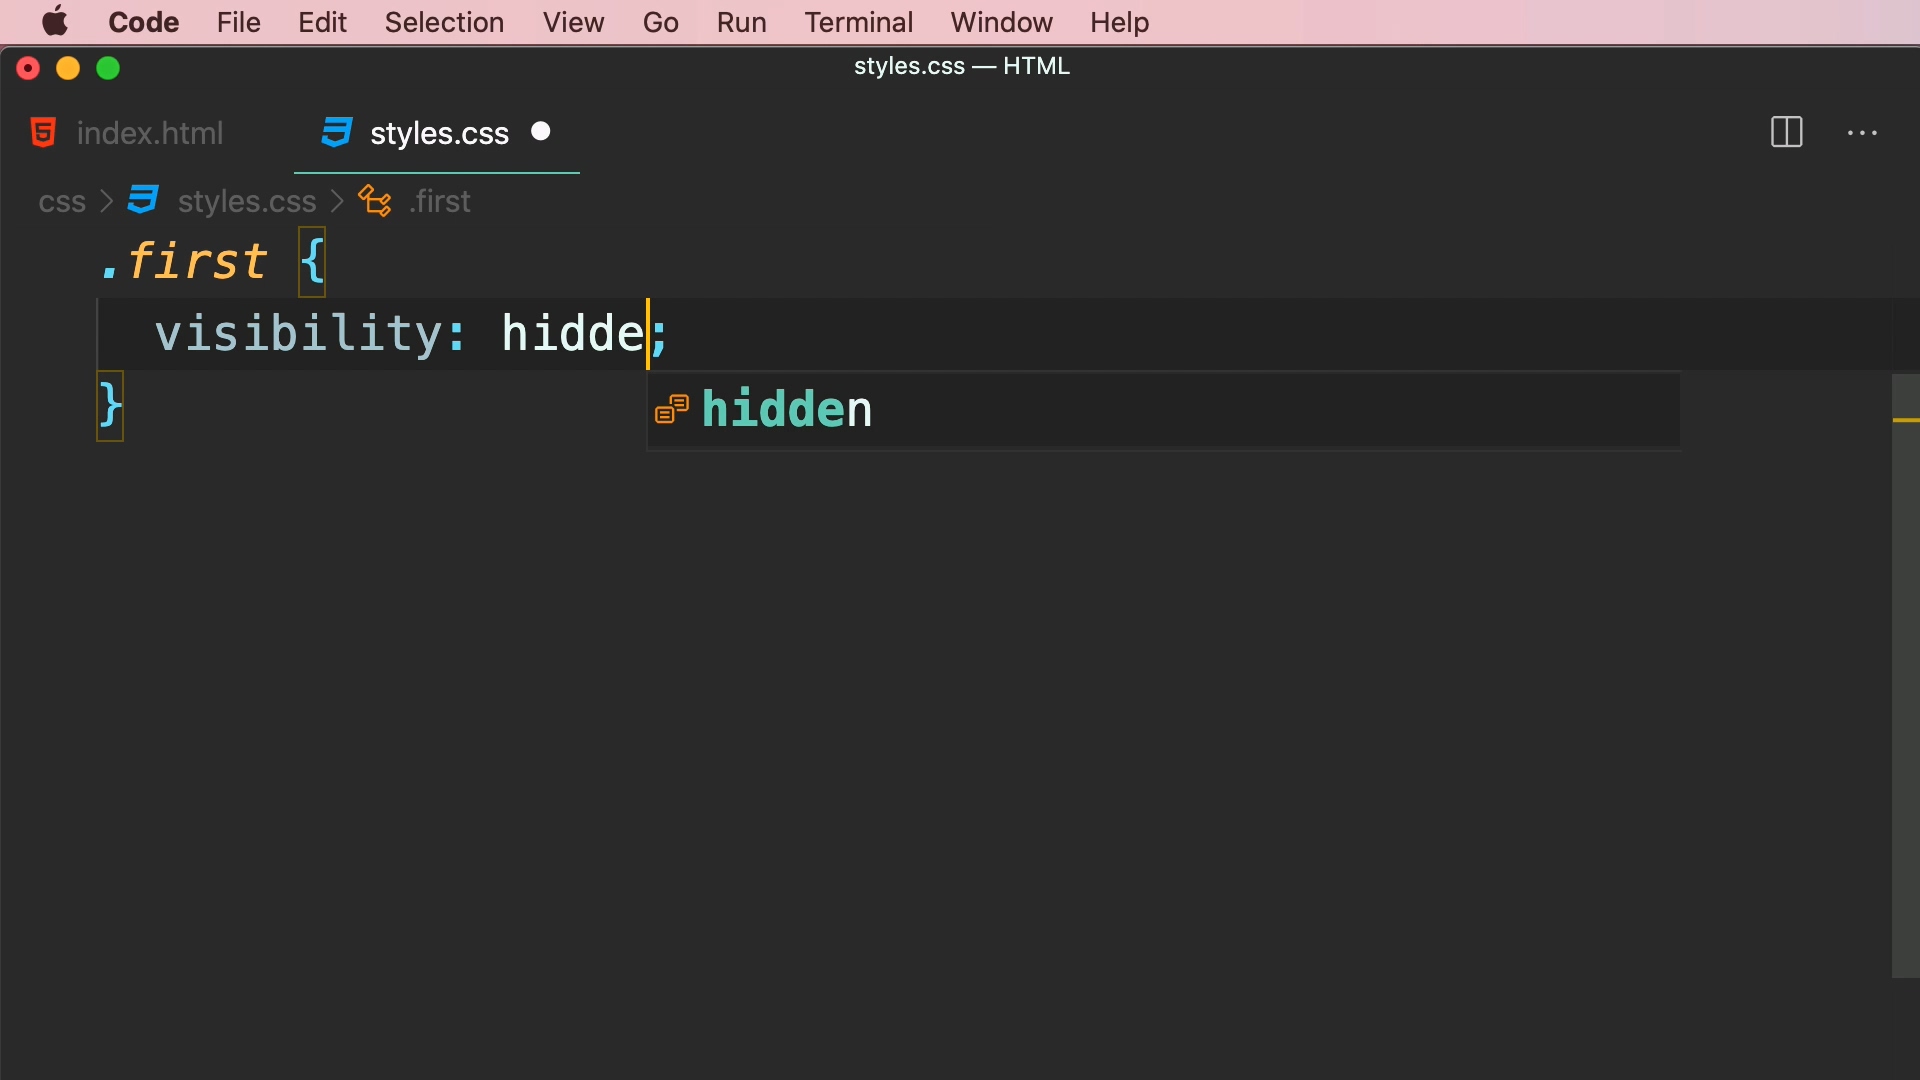 Code File Edit Selection View Go Run Terminal Window Help
styles.css — HTML
index.html styles.css
css > styles.css > .first
.first {
visibility: hidde;
}
hidden